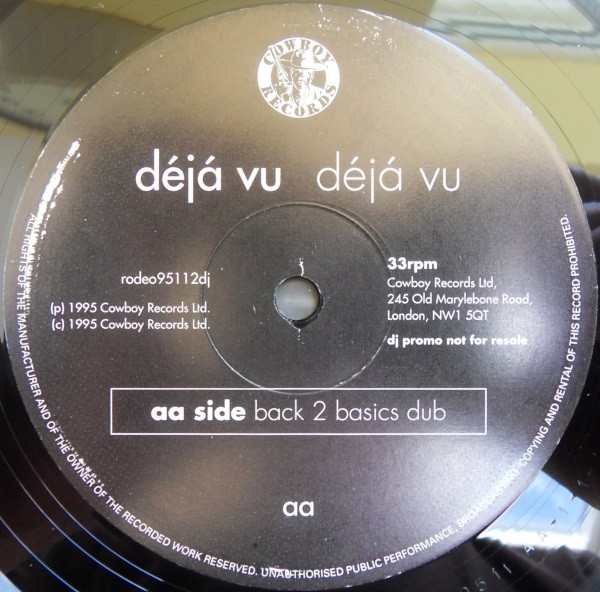 COWBOY
RECORDS
déjá vu déjá vu
rodeo95112dj
(p) 1995 Cowboy Records Ltd.
(c) 1995 Cowboy Records Ltd.
33rpm
Cowboy Records Ltd,
245 Old Marylebone Road,
London, NW1 5QT
dj promo not for resale
aa side back 2 basics dub
aa
ALL RIGHTS OF THE MANUFACTURER AND OF THE OWNER OF THE RECORDED WORK RESERVED. UNAUTHORISED PUBLIC PERFORMANCE, BROADCASTING, COPYING AND RENTAL OF THIS RECORD PROHIBITED.